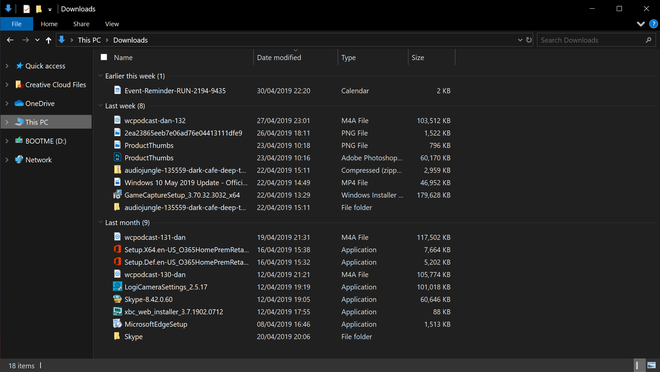 Downloads
File Home Share View
This PC > Downloads Search Downloads
Name Date modified Type Size
Quick access
Creative Cloud Files
OneDrive
This PC
BOOTME (D:)
Network
Earlier this week (1)
Event-Reminder-RUN-2194-9435 30/04/2019 22:20 Calendar 2 KB
Last week (8)
wcpodcast-dan-132 27/04/2019 23:01 M4A File 103,512 KB
2ea23865eeb7e06ad76e04413111dfe9 26/04/2019 18:11 PNG File 1,522 KB
ProductThumbs 23/04/2019 10:18 PNG File 796 KB
ProductThumbs 23/04/2019 10:16 Adobe Photoshop... 60,170 KB
audiojungle-135559-dark-cafe-deep-t... 22/04/2019 15:11 Compressed (zipp... 2,959 KB
Windows 10 May 2019 Update - Offici... 22/04/2019 14:49 MP4 File 46,952 KB
GameCaptureSetup_3.70.32.3032_x64 22/04/2019 13:29 Windows Installer ... 179,628 KB
audiojungle-135559-dark-cafe-deep-t... 22/04/2019 15:11 File folder
Last month (9)
wcpodcast-131-dan 19/04/2019 21:31 M4A File 117,502 KB
Setup.X64.en-US_O365HomePremReta... 16/04/2019 15:38 Application 7,664 KB
Setup.Def.en-US_O365HomePremReta... 16/04/2019 15:32 Application 5,202 KB
wcpodcast-130-dan 12/04/2019 21:21 M4A File 105,774 KB
LogiCameraSettings_2.5.17 12/04/2019 19:19 Application 101,018 KB
Skype-8.42.0.60 12/04/2019 19:05 Application 60,646 KB
xbc_web_installer_3.7.1902.0712 12/04/2019 17:55 Application 88 KB
MicrosoftEdgeSetup 08/04/2019 16:46 Application 1,513 KB
Skype 20/04/2019 20:06 File folder
18 items